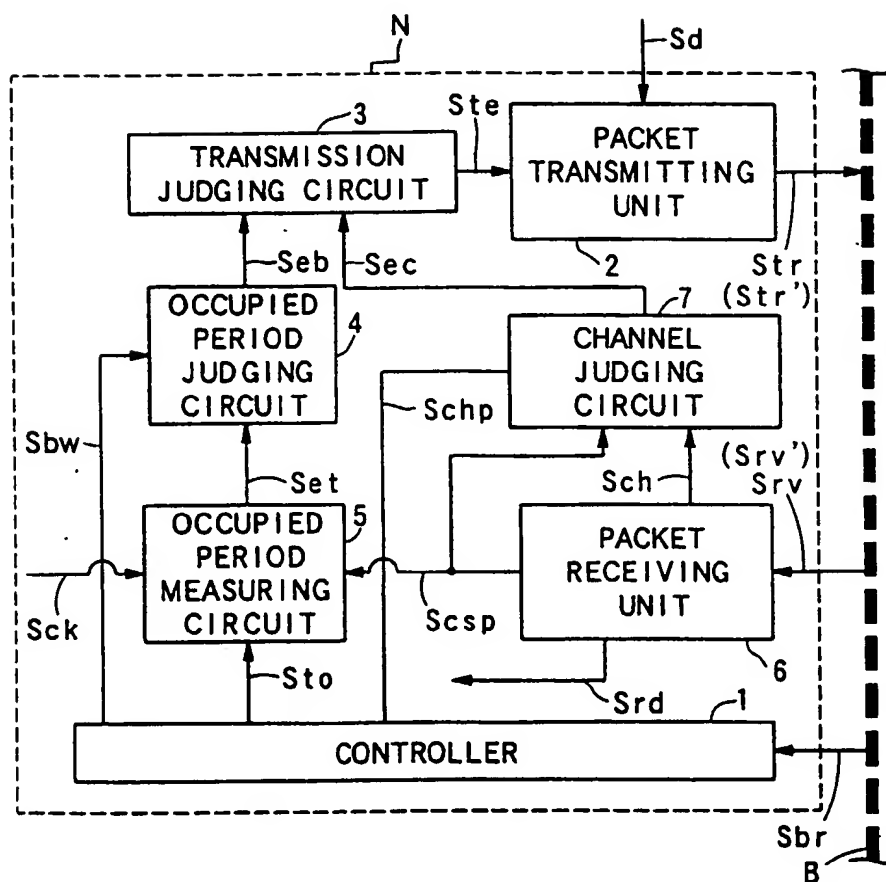 N
Sd
3
Ste
TRANSMISSION
JUDGING CIRCUIT
PACKET
TRANSMITTING
UNIT
2
Str
(Str')
Seb
Sec
OCCUPIED
PERIOD
JUDGING
CIRCUIT
4
7
CHANNEL
JUDGING
CIRCUIT
Sbw
Schp
Set
Sch
(Srv')
Srv
OCCUPIED
PERIOD
MEASURING
CIRCUIT
5
PACKET
RECEIVING
UNIT
6
Sck
Scsp
Sto
Srd
1
CONTROLLER
Sbr
B